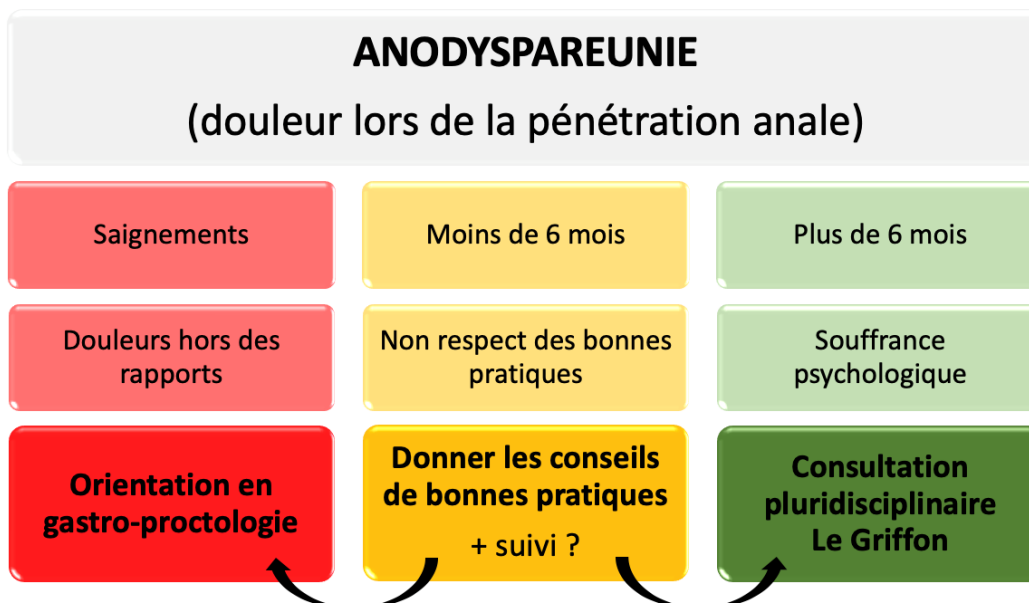 ANODYSPAREUNIE
(douleur lors de la pénétration anale)
Saignements
Moins de 6 mois
Plus de 6 mois
Douleurs hors des
rapports
Non respect des bonnes
pratiques
Souffrance
psychologique
Orientation en
gastro-proctologie
Donner les conseils
de bonnes pratiques
+ suivi ?
Consultation
pluridisciplinaire
Le Griffon